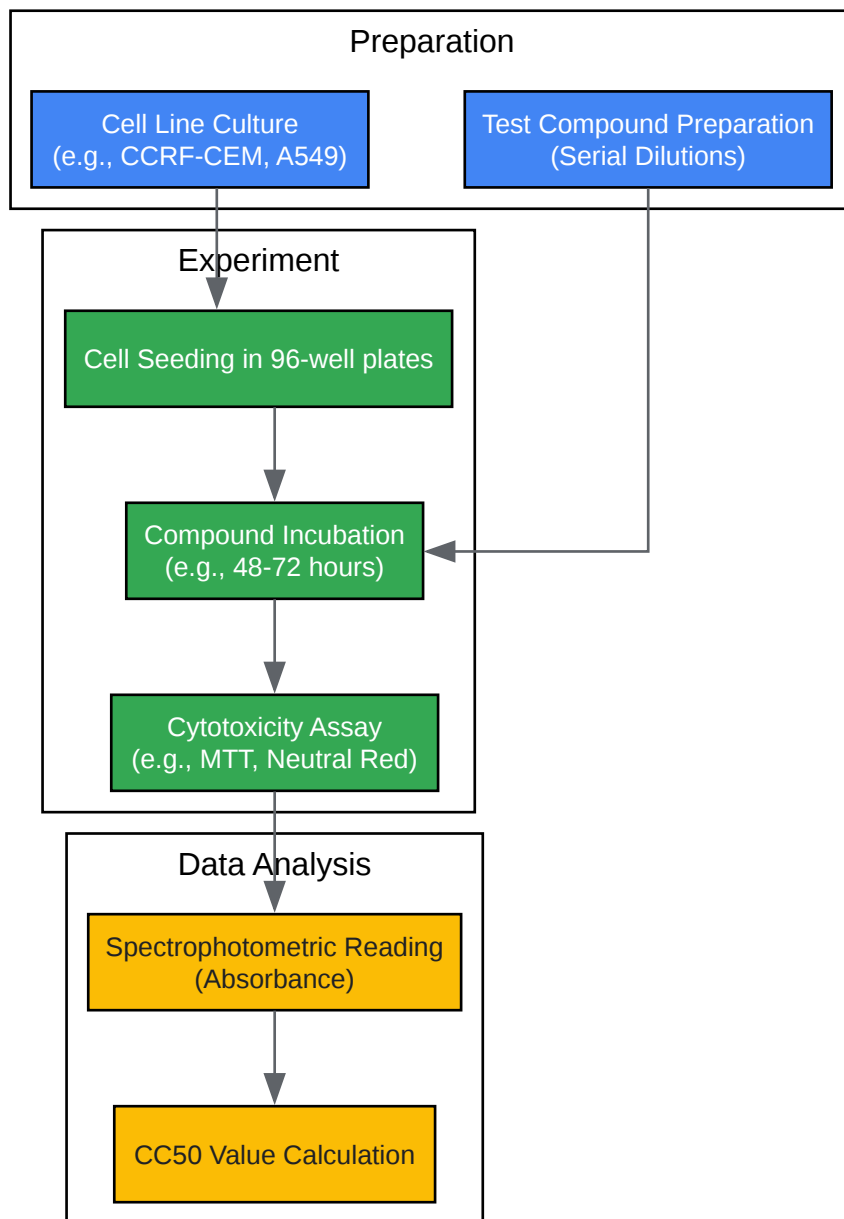 Preparation
Cell Line Culture
(e.g., CCRF-CEM, A549)
Test Compound Preparation
(Serial Dilutions)
Experiment
Cell Seeding in 96-well plates
Compound Incubation
(e.g., 48-72 hours)
Cytotoxicity Assay
(e.g., MTT, Neutral Red)
Data Analysis
Spectrophotometric Reading
(Absorbance)
CC50 Value Calculation